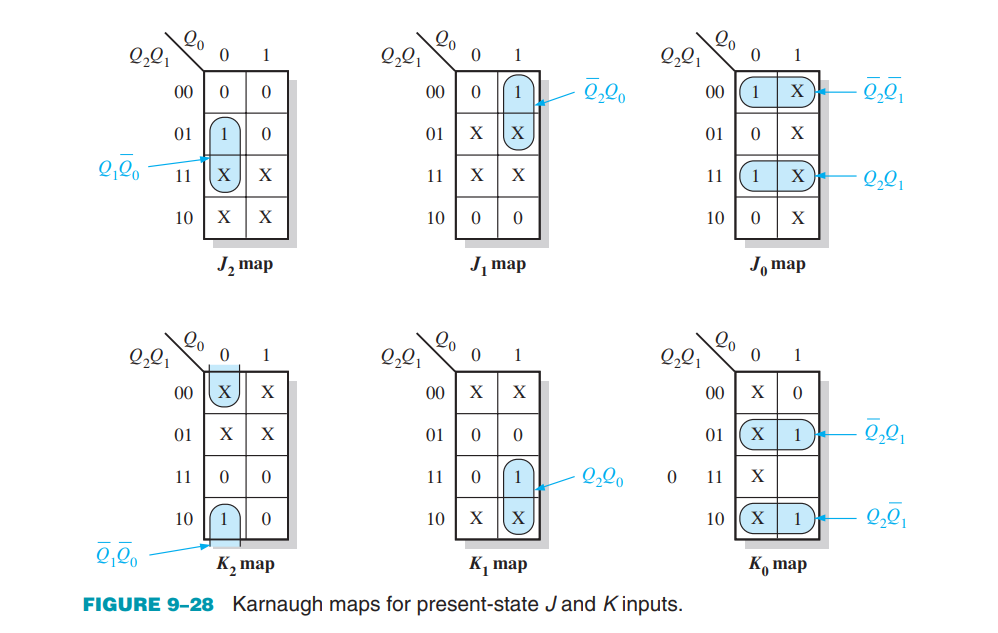 Q₀ Q₀ Q₀
Q₂Q₁ 0 1 Q₂Q₁ 0 1 Q₂Q₁ 0 1
00 0 0 00 0 1 Q̅₂Q₀ 00 1 X Q̅₂Q̅₁
01 1 0 01 X X 01 0 X
Q₁Q̅₀ 11 X X 11 X X 11 1 X Q₂Q₁
10 X X 10 0 0 10 0 X
J₂ map J₁ map J₀ map
Q₀ Q₀ Q₀
Q₂Q₁ 0 1 Q₂Q₁ 0 1 Q₂Q₁ 0 1
00 X X 00 X X 00 X 0
01 X X 01 0 0 01 X 1 Q̅₂Q₁
11 0 0 11 0 1 Q₂Q₀ 0 11 X
10 1 0 10 X X 10 X 1 Q₂Q̅₁
Q̅₁Q̅₀
K₂ map K₁ map K₀ map
FIGURE 9–28 Karnaugh maps for present-state J and K inputs.